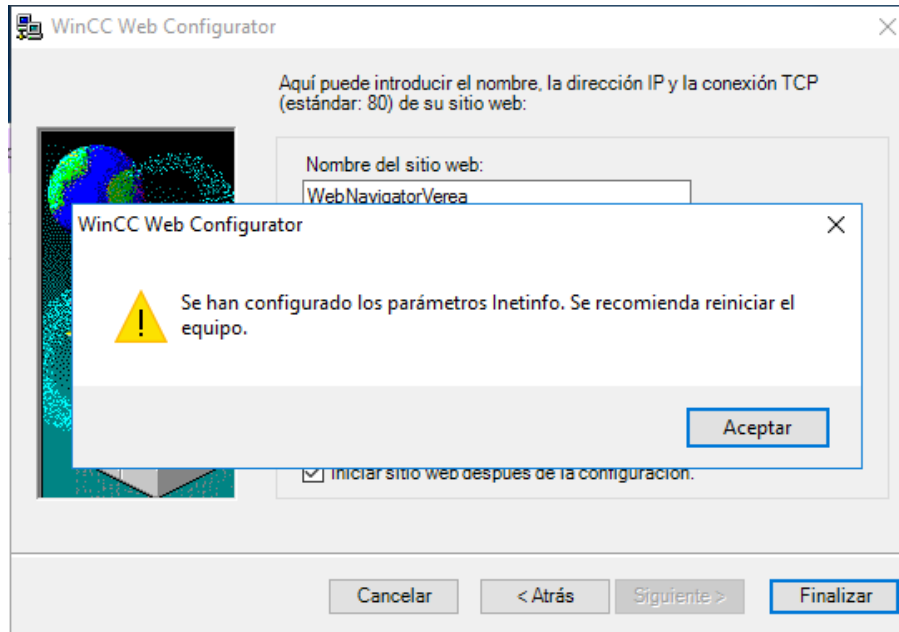 WinCC Web Configurator
Aquí puede introducir el nombre, la dirección IP y la conexión TCP
(estándar: 80) de su sitio web:
Nombre del sitio web:
WebNavigatorVerea
WinCC Web Configurator
Se han configurado los parámetros Inetinfo. Se recomienda reiniciar el
equipo.
Aceptar
Iniciar sitio web después de la configuración.
Cancelar
< Atrás
Siguiente >
Finalizar